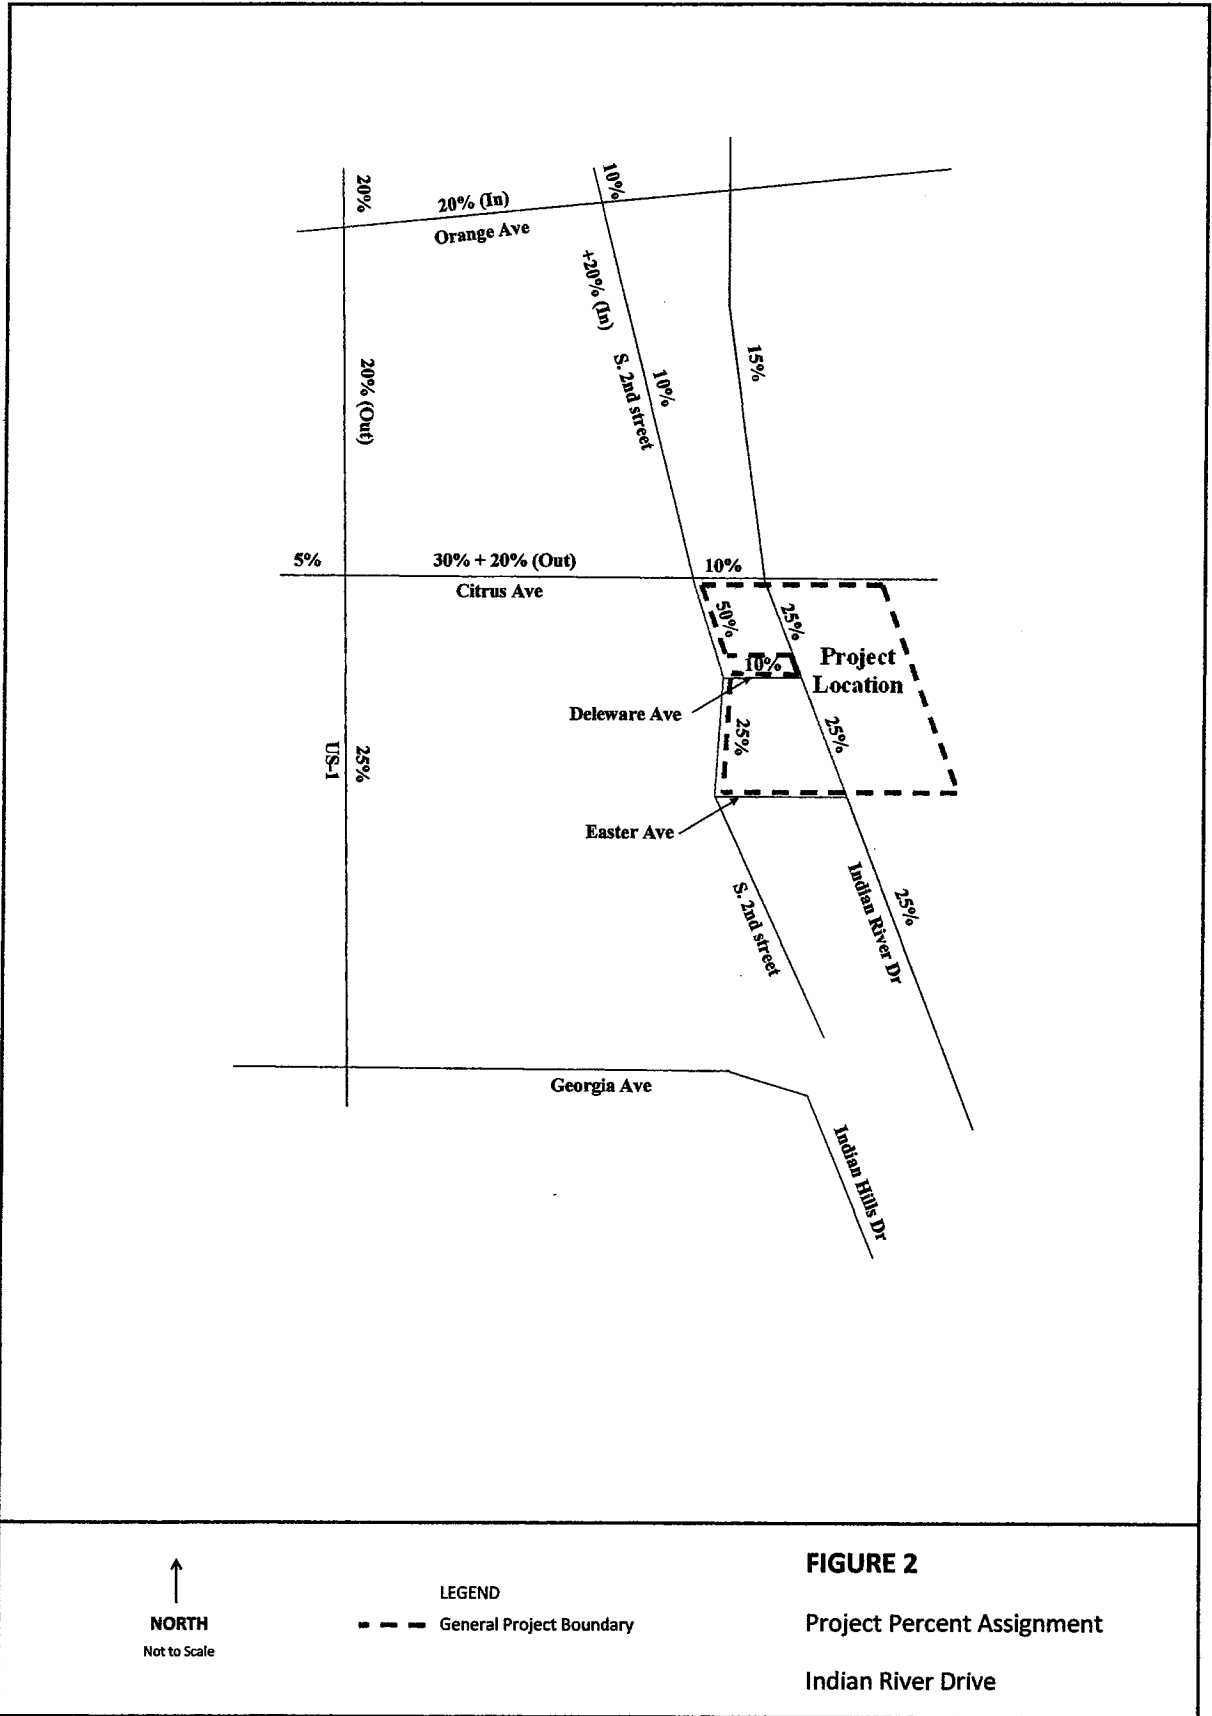 10%
20%
20% (In)
Orange Ave
+20% (In)
S. 2nd street
10%
15%
20% (Out)
5%
30% + 20% (Out)
10%
Citrus Ave
50%
25%
Project
Location
10%
Deleware Ave
25%
25%
US-1
25%
Easter Ave
S. 2nd street
Indian River Dr
25%
Georgia Ave
Indian Hills Dr
NORTH
Not to Scale
LEGEND
General Project Boundary
FIGURE 2
Project Percent Assignment
Indian River Drive